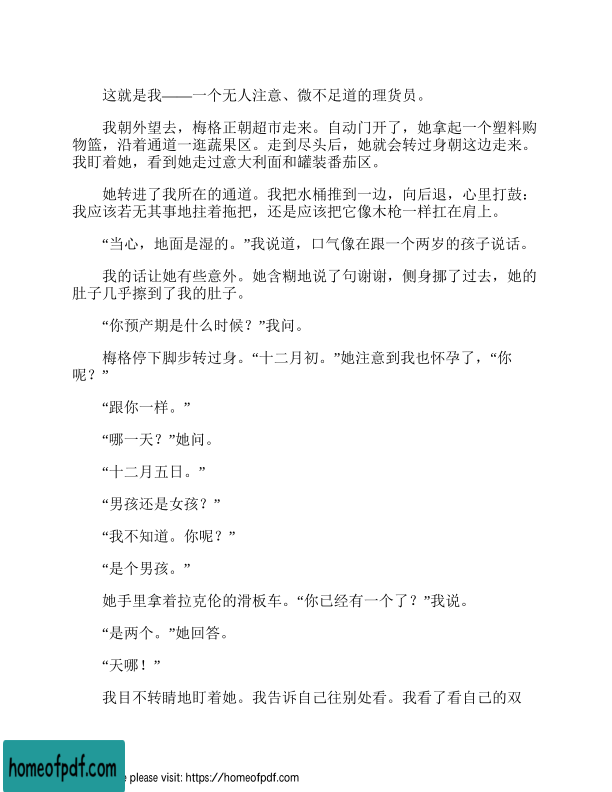 这就是我——一个无人注意、微不足道的理货员。
我朝外望去，梅格正朝超市走来。自动门开了，她拿起一个塑料购
物篮，沿着通道一逛蔬果区。走到尽头后，她就会转过身朝这边走来。
我盯着她，看到她走过意大利面和罐装番茄区。
她转进了我所在的通道。我把水桶推到一边，向后退，心里打鼓：
我应该若无其事地拄着拖把，还是应该把它像木枪一样扛在肩上。
“当心，地面是湿的。”我说道，口气像在跟一个两岁的孩子说话。
我的话让她有些意外。她含糊地说了句谢谢，侧身挪了过去，她的
肚子几乎擦到了我的肚子。
“你预产期是什么时候？”我问。
梅格停下脚步转过身。“十二月初。”她注意到我也怀孕了，“你
呢？”
“跟你一样。”
“哪一天？”她问。
“十二月五日。”
“男孩还是女孩？”
“我不知道。你呢？”
“是个男孩。”
她手里拿着拉克伦的滑板车。“你已经有一个了？”我说。
“是两个。”她回答。
“天哪！”
我目不转睛地盯着她。我告诉自己往别处看。我看了看自己的双
homeofpdf.com
e please visit: https://homeofpdf.com